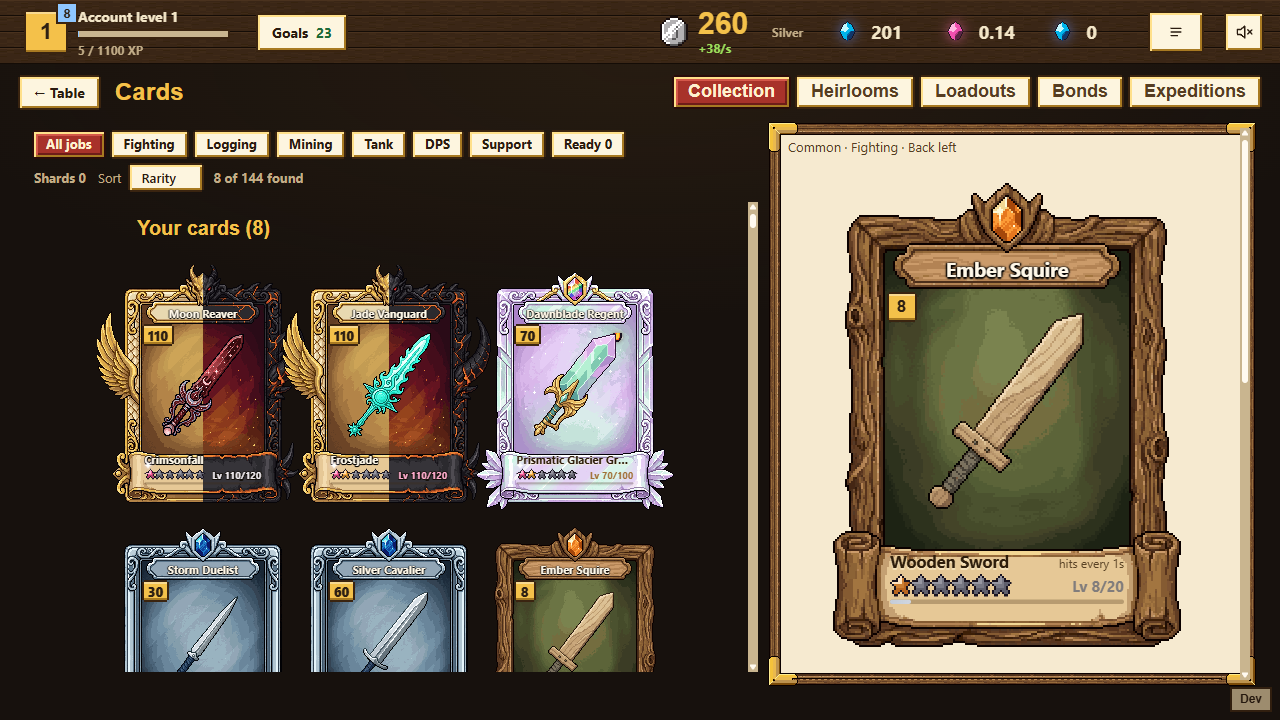 1
8
Account level 1
5 / 1100 XP
Goals 23
260
+38/s
Silver
201
0.14
0
← Table
Cards
Collection
Heirlooms
Loadouts
Bonds
Expeditions
All jobs
Fighting
Logging
Mining
Tank
DPS
Support
Ready 0
Shards 0
Sort
Rarity
8 of 144 found
Your cards (8)
Moon Reaver
110
Crimsonfall
Lv 110/120
Jade Vanguard
110
Frostjade
Lv 110/120
Dawnblade Regent
70
Prismatic Glacier Gr...
Lv 70/100
Storm Duelist
30
Silver Cavalier
60
Ember Squire
8
Common · Fighting · Back left
Ember Squire
8
Wooden Sword
hits every 1s
Lv 8/20
Dev